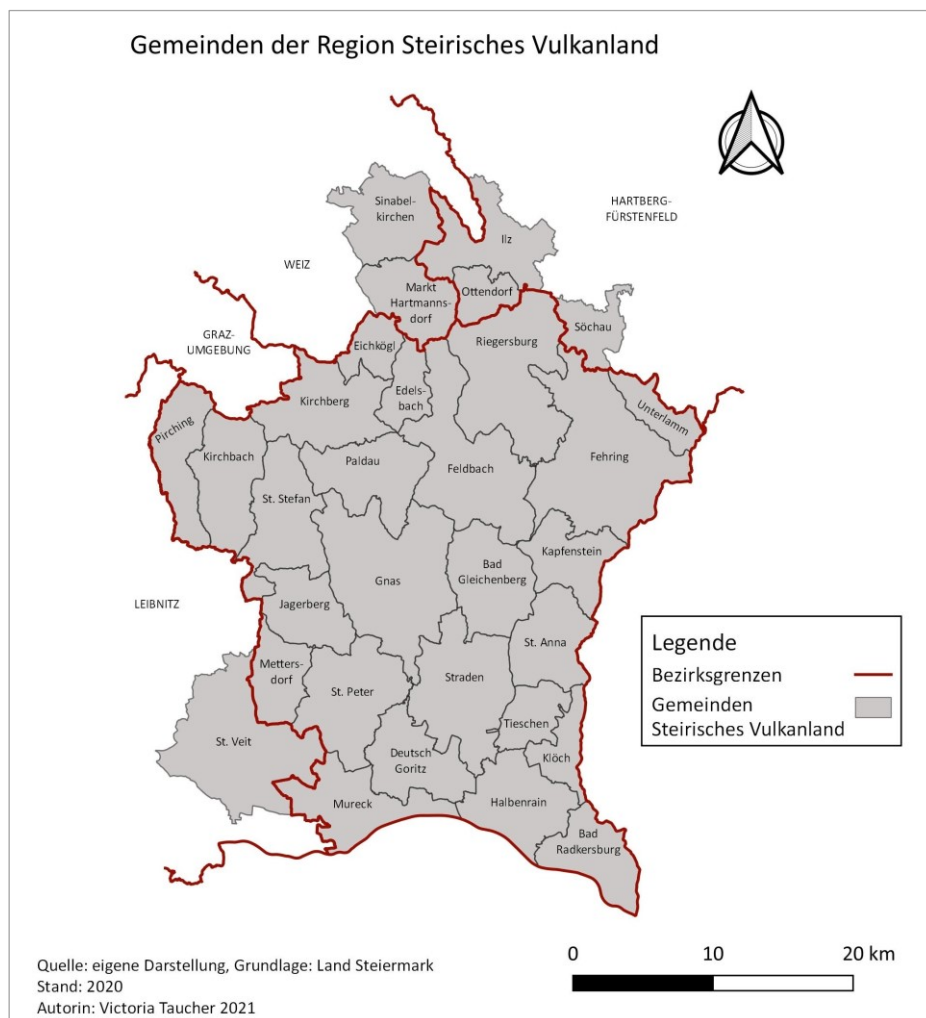 Gemeinden der Region Steirisches Vulkanland
HARTBERG-
FÜRSTENFELD
Sinabel-
kirchen
Ilz
WEIZ
Markt
Hartmanns-
dorf
Ottendorf
Söchau
GRAZ-
UMGEBUNG
Eichkögl
Riegersburg
Edels-
bach
Kirchberg
Unterlamm
Pirching
Kirchbach
Paldau
Feldbach
Fehring
St. Stefan
Kapfenstein
Bad
Gleichenberg
Gnas
LEIBNITZ
Jagerberg
St. Anna
Metters-
dorf
St. Peter
Straden
Tieschen
St. Veit
Deutsch
Goritz
Klöch
Mureck
Halbenrain
Bad
Radkersburg
Legende
Bezirksgrenzen
Gemeinden
Steirisches Vulkanland
0 10 20 km
Quelle: eigene Darstellung, Grundlage: Land Steiermark
Stand: 2020
Autorin: Victoria Taucher 2021